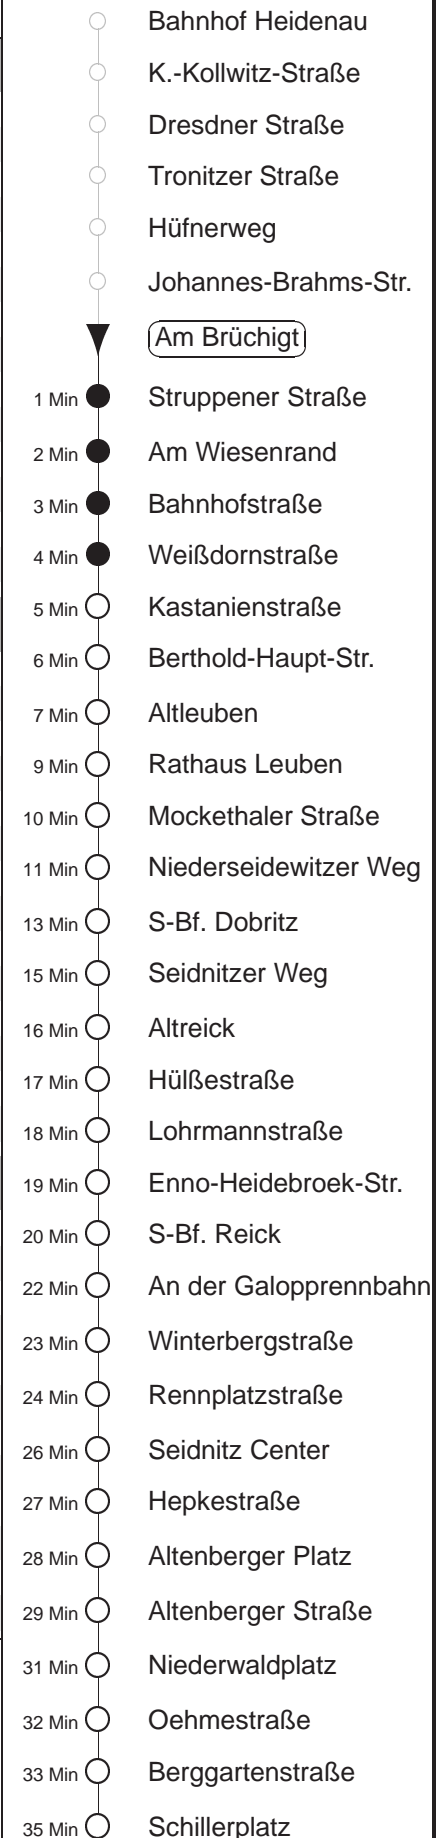 Bahnhof Heidenau
K.-Kollwitz-Straße
Dresdner Straße
Tronitzer Straße
Hüfnerweg
Johannes-Brahms-Str.
Am Brüchigt
1 Min Struppener Straße
2 Min Am Wiesenrand
3 Min Bahnhofstraße
4 Min Weißdornstraße
5 Min Kastanienstraße
6 Min Berthold-Haupt-Str.
7 Min Altleuben
9 Min Rathaus Leuben
10 Min Mockethaler Straße
11 Min Niederseidewitzer Weg
13 Min S-Bf. Dobritz
15 Min Seidnitzer Weg
16 Min Altreick
17 Min Hülßestraße
18 Min Lohrmannstraße
19 Min Enno-Heidebroek-Str.
20 Min S-Bf. Reick
22 Min An der Galopprennbahn
23 Min Winterbergstraße
24 Min Rennplatzstraße
26 Min Seidnitz Center
27 Min Hepkestraße
28 Min Altenberger Platz
29 Min Altenberger Straße
31 Min Niederwaldplatz
32 Min Oehmestraße
33 Min Berggartenstraße
35 Min Schillerplatz